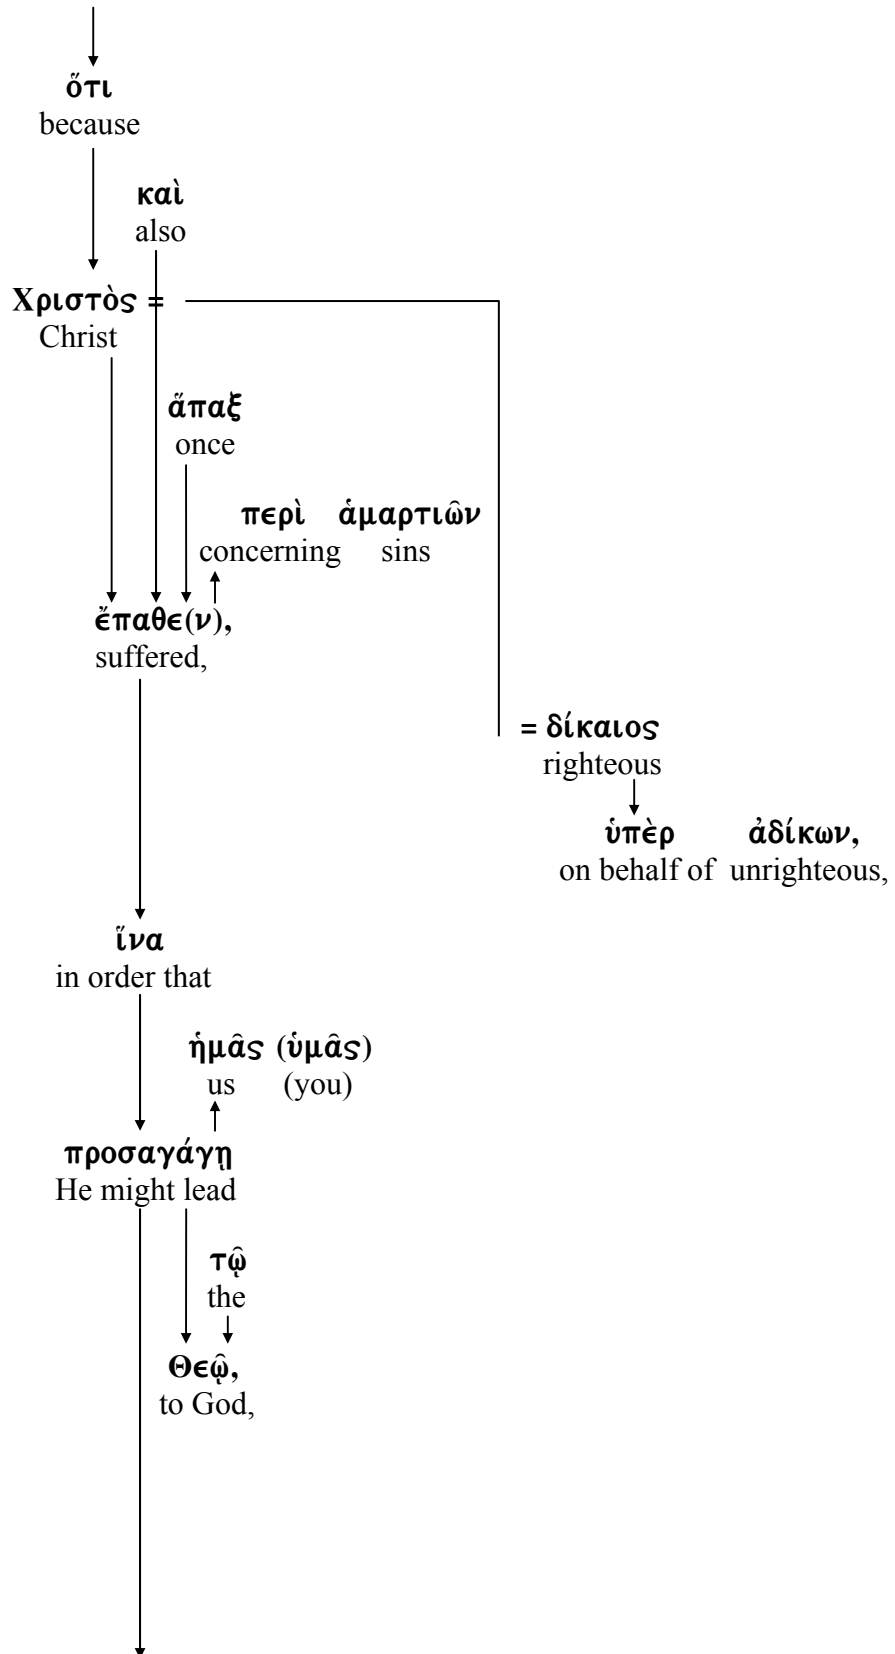 ὅτι
because
καὶ
also
Χριστὸς =
Christ
ἅπαξ
once
περὶ ἁμαρτιῶν
concerning sins
ἔπαθε(ν),
suffered,
= δίκαιος
righteous
ὑπὲρ ἀδίκων,
on behalf of unrighteous,
ἵνα
in order that
ἡμᾶς (ὑμᾶς)
us (you)
προσαγάγῃ
He might lead
τῷ
the
Θεῷ,
to God,